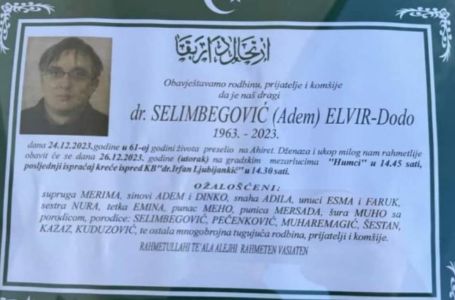 Obavještavamo rodbinu, prijatelje i komšije
da je naš dragi
dr. SELIMBEGOVIĆ (Adem) ELVIR-Dodo
1963. - 2023.
dana 24.12.2023.godine u 61-oj godini života preselio na Ahiret. Dženaza i ukop milog nam rahmetlije
obavit će se dana 26.12.2023. godine (utorak) na gradskim mezarlucima "Humci" u 14.45 sati,
posljednji ispraćaj kreće ispred KB"dr.Irfan Ljubijankić" u 14.30 sati.
OŽALOŠĆENI:
supruga MERIMA, sinovi ADEM i DINKO, snaha ADILA, unuci ESMA i FARUK,
sestra NURA, tetka EMINA, punac MEHO, punica MERSADA, šura MUHO sa
porodicom, porodice: SELIMBEGOVIĆ, PEČENKOVIĆ, MUHAREMAGIĆ, ŠESTAN,
KAZAZ, KUDUZOVIĆ, te ostala mnogobrojna tugujuća rodbina, prijatelji i komšije.
RAHMETULLAHI TE'ALA ALEJHI RAHMETEN VASIATEN